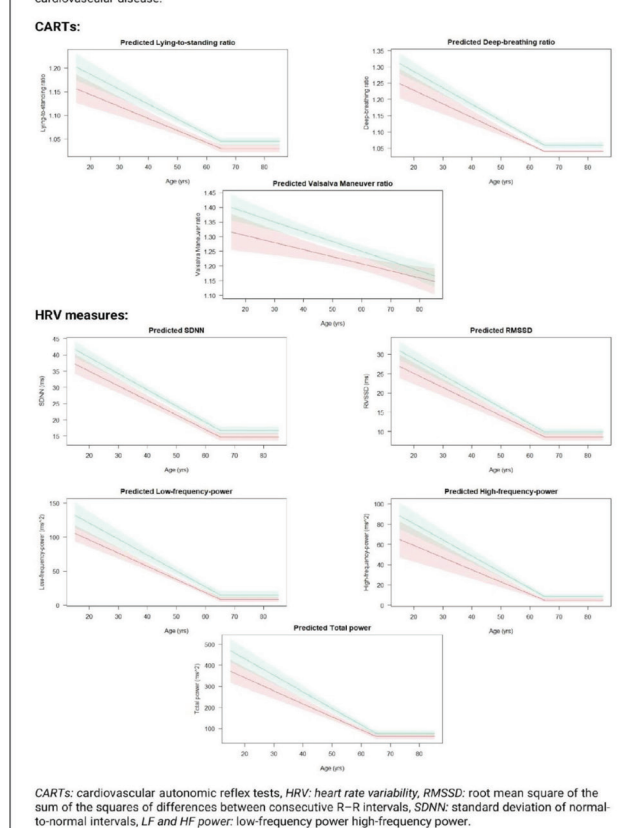 cardiovascular disease.
CARTs:
Predicted Lying-to-standing ratio
Lying-to-standing ratio
1.20
1.15
1.10
1.05
20 30 40 50 60 70 80
Age (yrs)
Predicted Deep-breathing ratio
Deep-breathing ratio
1.35
1.30
1.25
1.20
1.15
1.10
1.05
20 30 40 50 60 70 80
Age (yrs)
Predicted Valsalva Maneuver ratio
Valsalva Maneuver ratio
1.45
1.40
1.35
1.30
1.25
1.20
1.15
1.10
20 30 40 50 60 70 80
Age (yrs)
HRV measures:
Predicted SDNN
SDNN (ms)
45
40
35
30
25
20
15
20 30 40 50 60 70 80
Age (yrs)
Predicted RMSSD
RMSSD (ms)
30
25
20
15
10
20 30 40 50 60 70 80
Age (yrs)
Predicted Low-frequency-power
Low-frequency-power (ms^2)
150
100
50
0
20 30 40 50 60 70 80
Age (yrs)
Predicted High-frequency-power
High-frequency-power (ms^2)
100
80
60
40
20
0
20 30 40 50 60 70 80
Age (yrs)
Predicted Total power
Total power (ms^2)
500
400
300
200
100
20 30 40 50 60 70 80
Age (yrs)
CARTs: cardiovascular autonomic reflex tests, HRV: heart rate variability, RMSSD: root mean square of the
sum of the squares of differences between consecutive R–R intervals, SDNN: standard deviation of normal-
to-normal intervals, LF and HF power: low-frequency power high-frequency power.